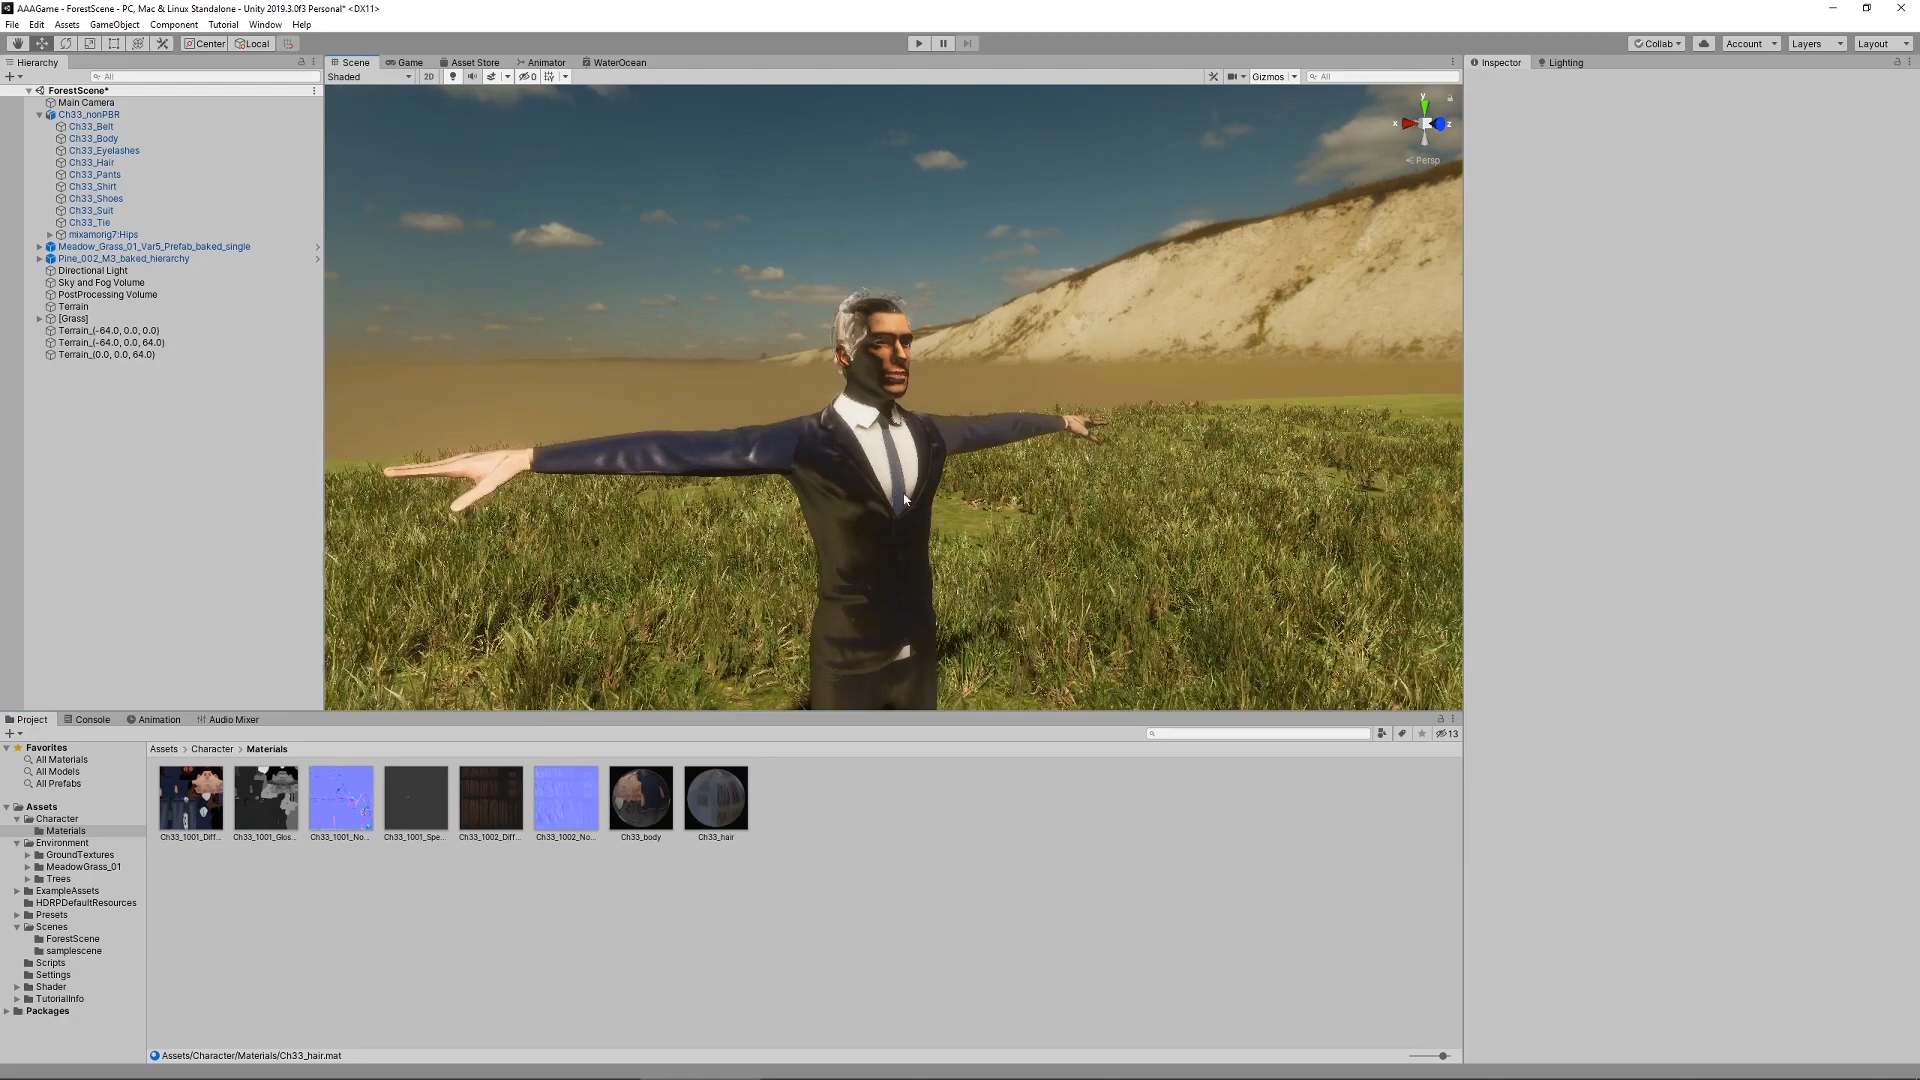 AAAGame - ForestScene - PC, Mac & Linux Standalone - Unity 2019.3.0f3 Personal* <DX11>
File Edit Assets GameObject Component Tutorial Window Help
Center Local Collab Account Layers Layout
Hierarchy
All
ForestScene*
Main Camera
Ch33_nonPBR
Ch33_Belt
Ch33_Body
Ch33_Eyelashes
Ch33_Hair
Ch33_Pants
Ch33_Shirt
Ch33_Shoes
Ch33_Suit
Ch33_Tie
mixamorig7:Hips
Meadow_Grass_01_Var5_Prefab_baked_single
Pine_002_M3_baked_hierarchy
Directional Light
Sky and Fog Volume
PostProcessing Volume
Terrain
[Grass]
Terrain_(-64.0, 0.0, 0.0)
Terrain_(-64.0, 0.0, 64.0)
Terrain_(0.0, 0.0, 64.0)
Scene Game Asset Store Animator WaterOcean
Shaded 2D 0 Gizmos All
y
x z
Persp
Inspector Lighting
Project Console Animation Audio Mixer
13
Favorites
All Materials
All Models
All Prefabs
Assets
Character
Materials
Environment
GroundTextures
MeadowGrass_01
Trees
ExampleAssets
HDRPDefaultResources
Presets
Scenes
ForestScene
samplescene
Scripts
Settings
Shader
TutorialInfo
Packages
Assets > Character > Materials
Ch33_1001_Diff... Ch33_1001_Glos... Ch33_1001_No... Ch33_1001_Spe... Ch33_1002_Diff... Ch33_1002_No... Ch33_body Ch33_hair
Assets/Character/Materials/Ch33_hair.mat